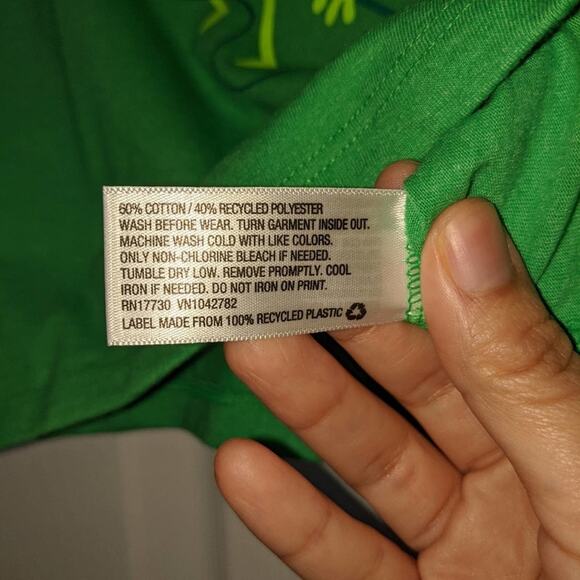 60% COTTON / 40% RECYCLED POLYESTER
WASH BEFORE WEAR. TURN GARMENT INSIDE OUT.
MACHINE WASH COLD WITH LIKE COLORS.
ONLY NON-CHLORINE BLEACH IF NEEDED.
TUMBLE DRY LOW. REMOVE PROMPTLY. COOL
IRON IF NEEDED. DO NOT IRON ON PRINT.
RN17730 VN1042782
LABEL MADE FROM 100% RECYCLED PLASTIC